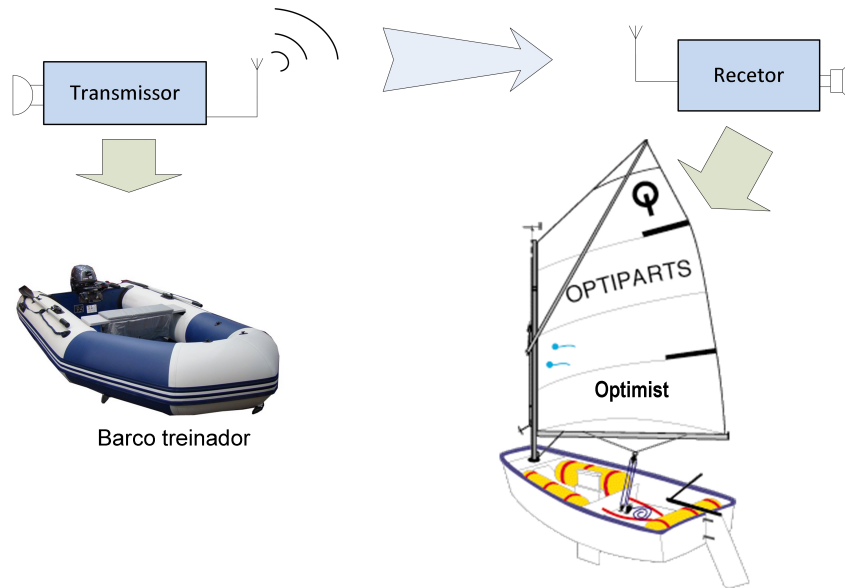 Transmissor
Recetor
OPTIPARTS
Optimist
Barco treinador